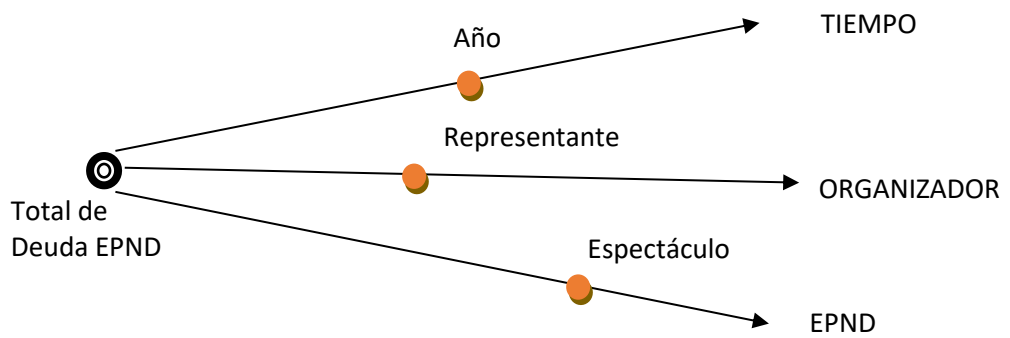 TIEMPO
Año
Representante
ORGANIZADOR
Total de
Deuda EPND
Espectáculo
EPND